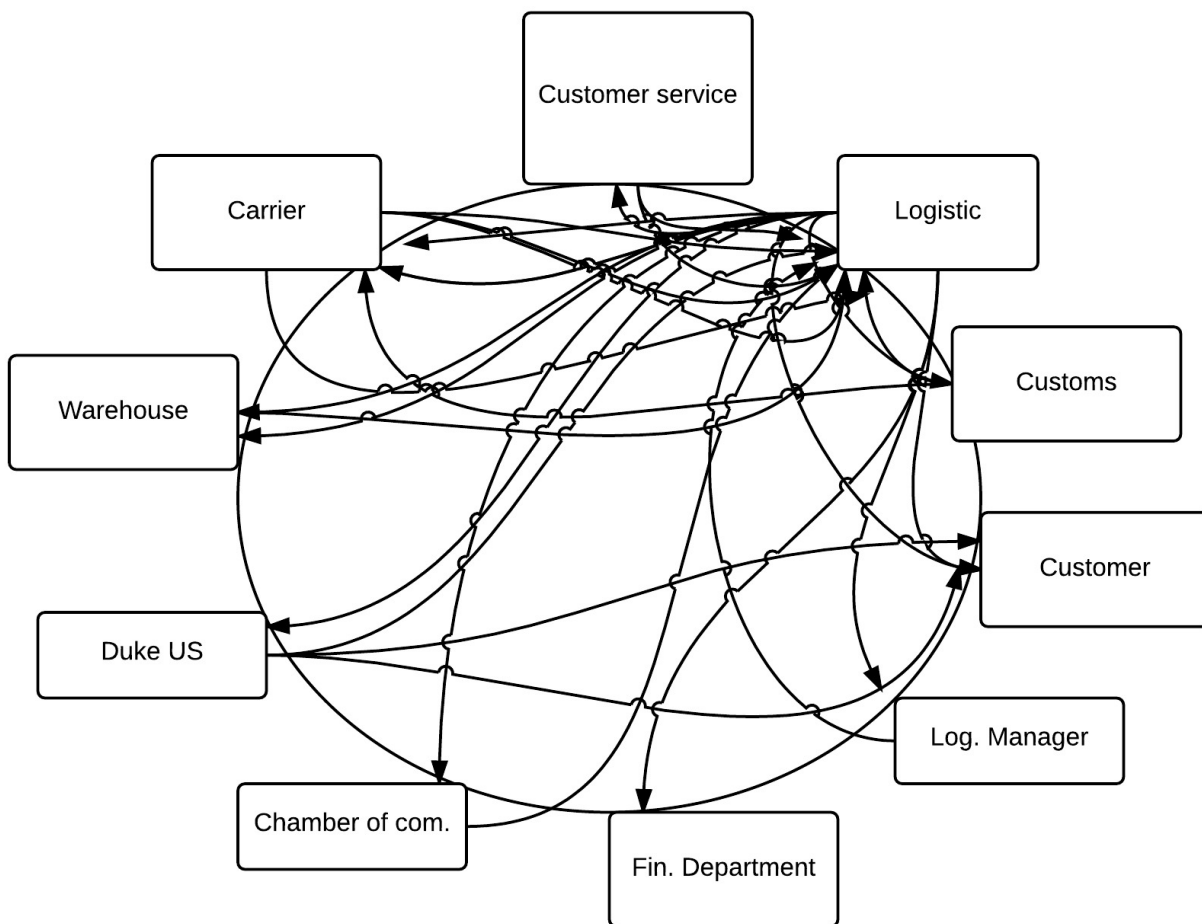 Customer service
Carrier
Logistic
Warehouse
Customs
Customer
Duke US
Log. Manager
Chamber of com.
Fin. Department